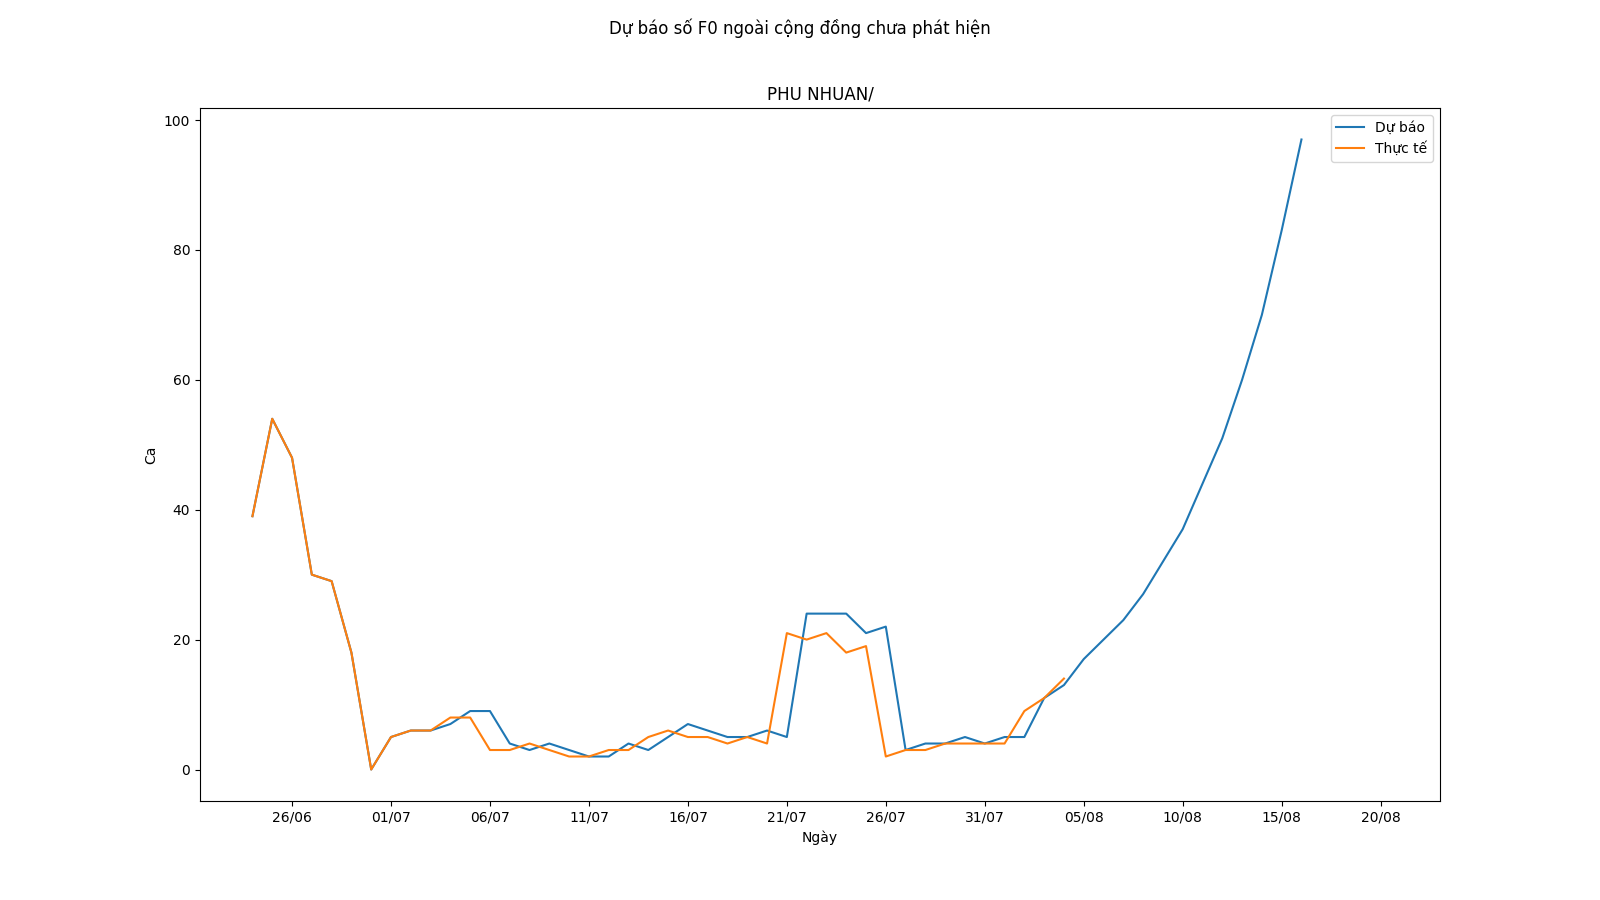 Dự báo số F0 ngoài cộng đồng chưa phát hiện
PHU NHUAN/
Dự báo
Thực tế
100
80
60
40
20
0
Ca
26/06 01/07 06/07 11/07 16/07 21/07 26/07 31/07 05/08 10/08 15/08 20/08
Ngày